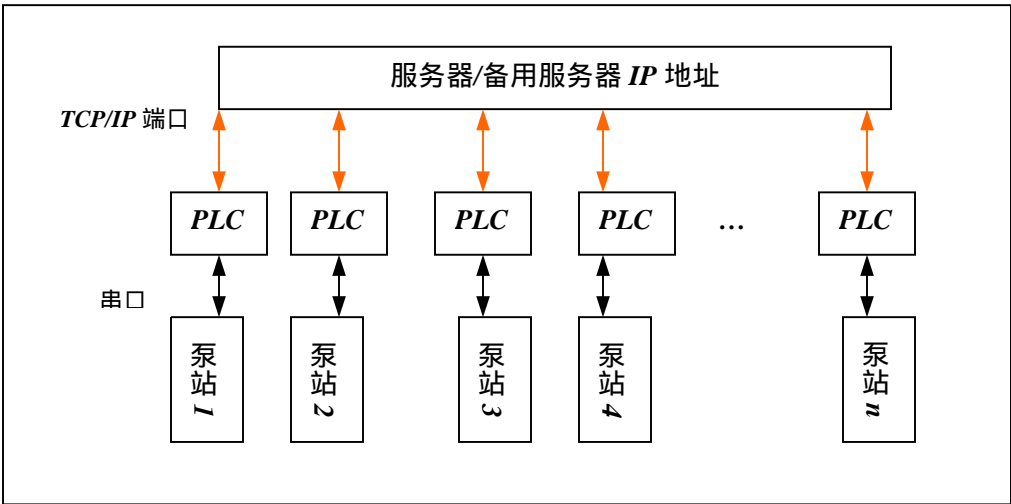 服务器/备用服务器 IP 地址
TCP/IP 端口
PLC PLC PLC PLC … PLC
串口
泵站1 泵站2 泵站3 泵站4 泵站n